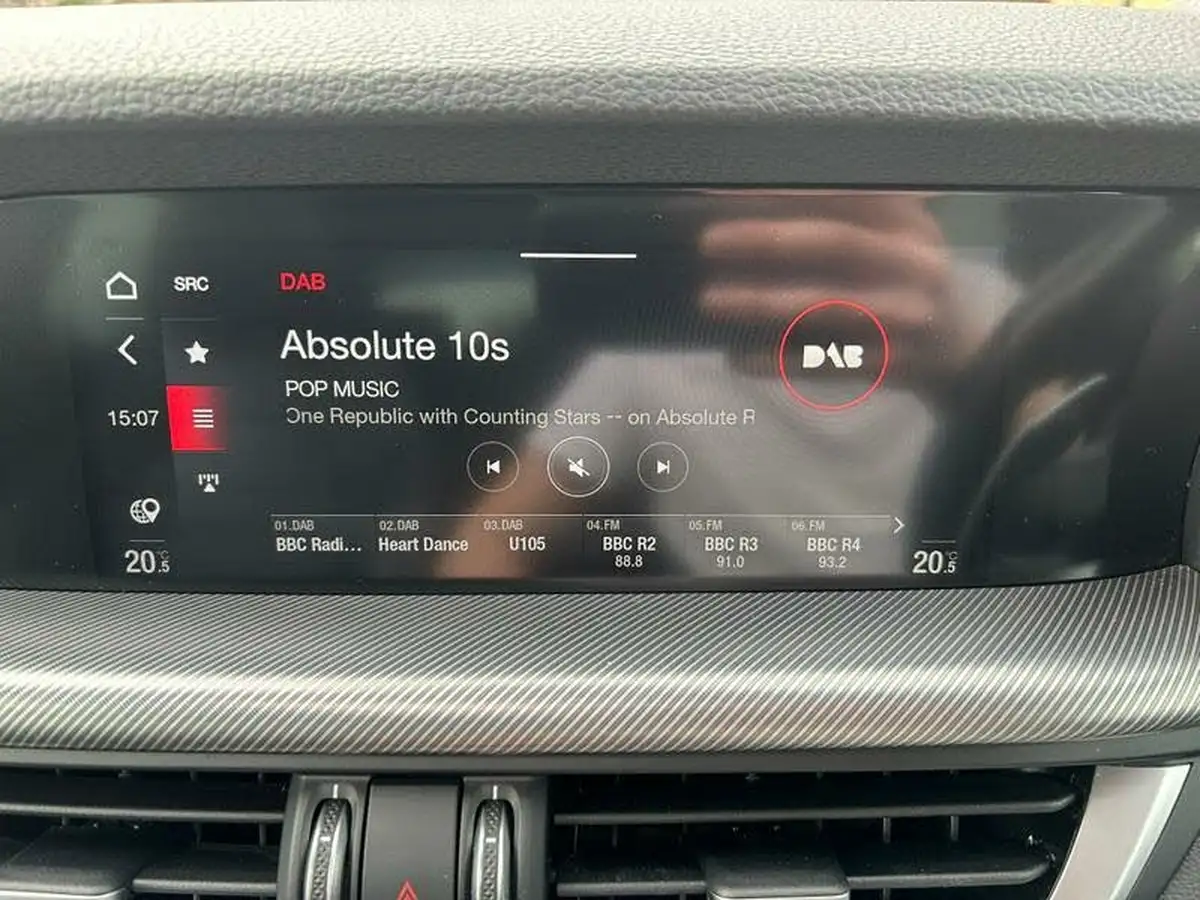 SRC
DAB
Absolute 10s
POP MUSIC
One Republic with Counting Stars -- on Absolute R
DAB
15:07
01.DAB
BBC Radi...
02.DAB
Heart Dance
03.DAB
U105
04.FM
BBC R2
88.8
05.FM
BBC R3
91.0
06.FM
BBC R4
93.2
20.5°C
20.5°C